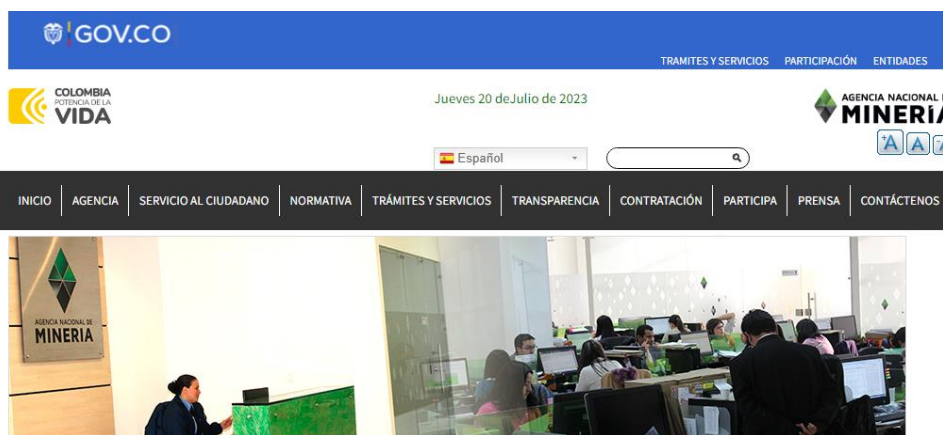 GOV.CO
TRAMITES Y SERVICIOS PARTICIPACIÓN ENTIDADES
COLOMBIA
POTENCIA DE LA
VIDA
Jueves 20 deJulio de 2023
AGENCIA NACIONAL
MINERÍA
+A A
Español
INICIO AGENCIA SERVICIO AL CIUDADANO NORMATIVA TRÁMITES Y SERVICIOS TRANSPARENCIA CONTRATACIÓN PARTICIPA PRENSA CONTÁCTENOS
AGENCIA NACIONAL DE
MINERÍA